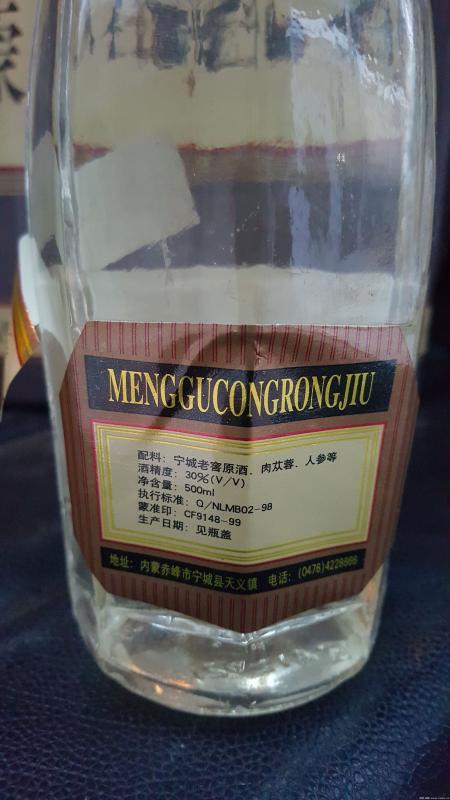 MENGGUCONGRONGJIU
配料：宁城老窖原酒、肉苁蓉、人参等
酒精度：30%(V/V)
净含量：500ml
执行标准：Q/NLMB02-98
蒙准印：CF9148-99
生产日期：见瓶盖
地址：内蒙赤峰市宁城县天义镇 电话：(0476)4228666